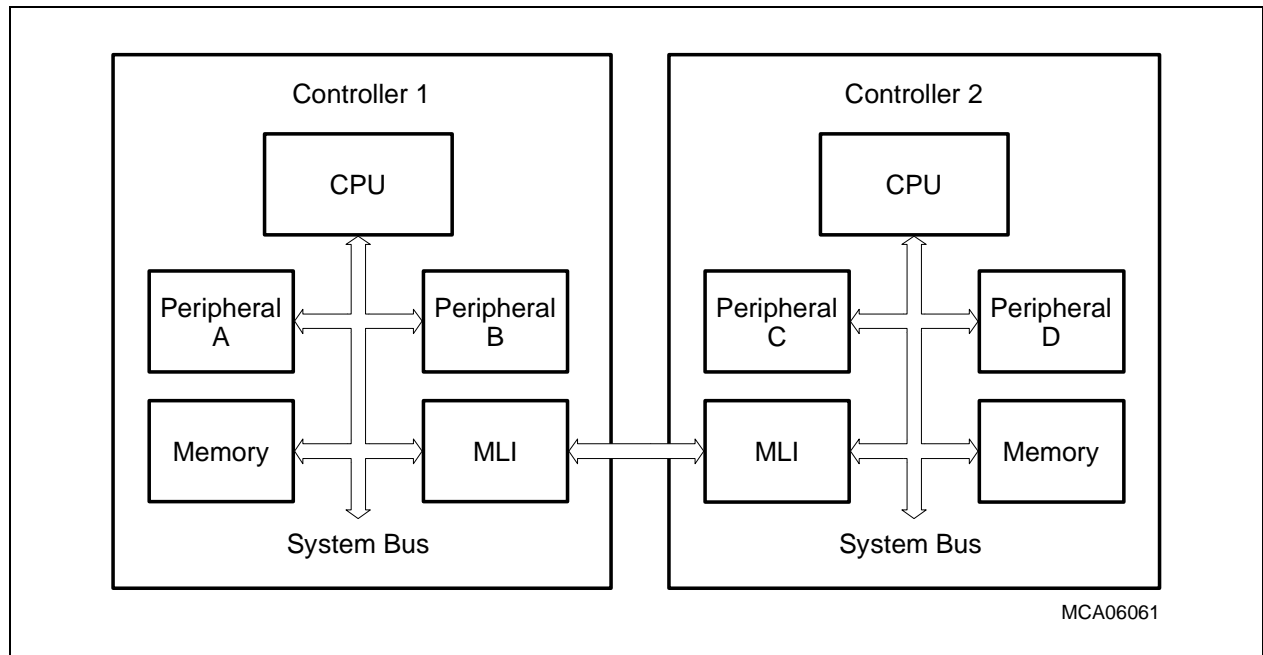 Controller 1
CPU
Peripheral
A
Peripheral
B
Memory
MLI
System Bus
Controller 2
CPU
Peripheral
C
Peripheral
D
MLI
Memory
System Bus
MCA06061